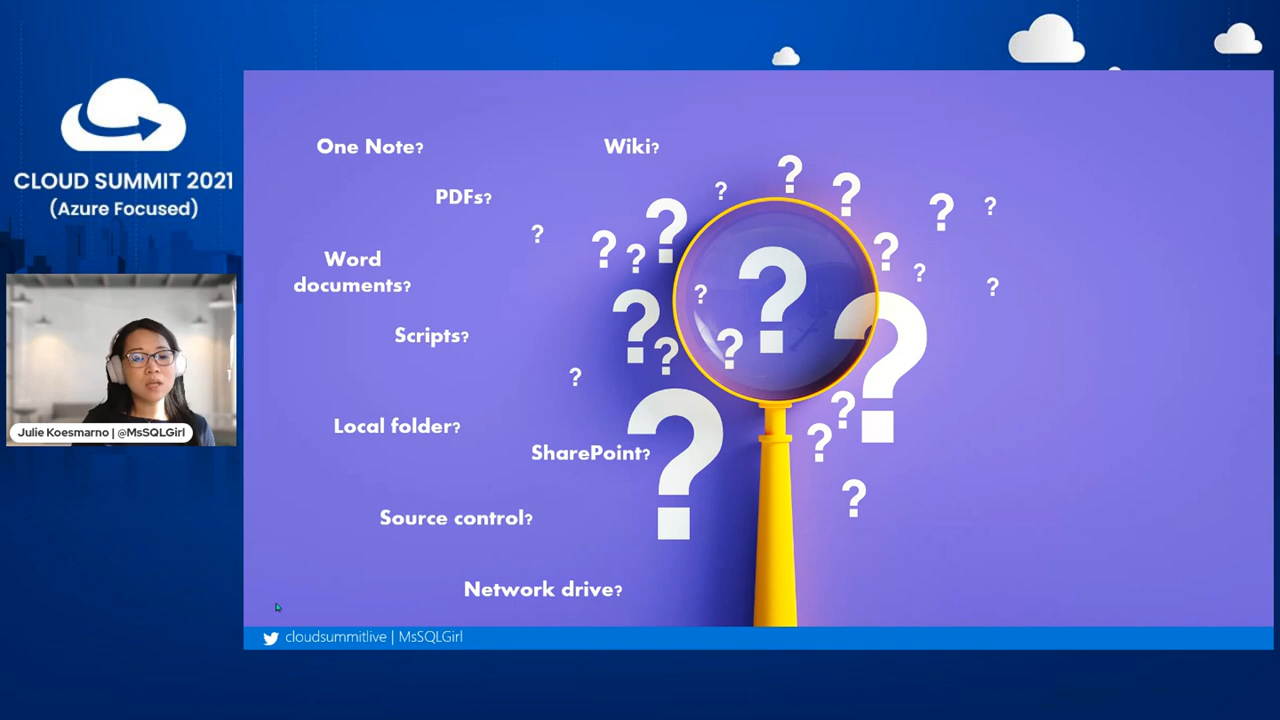 CLOUD SUMMIT 2021
(Azure Focused)
Julie Koesmarno | @MsSQLGirl
One Note?
Wiki?
PDFs?
Word
documents?
Scripts?
Local folder?
SharePoint?
Source control?
Network drive?
cloudsummitlive | MsSQLGirl